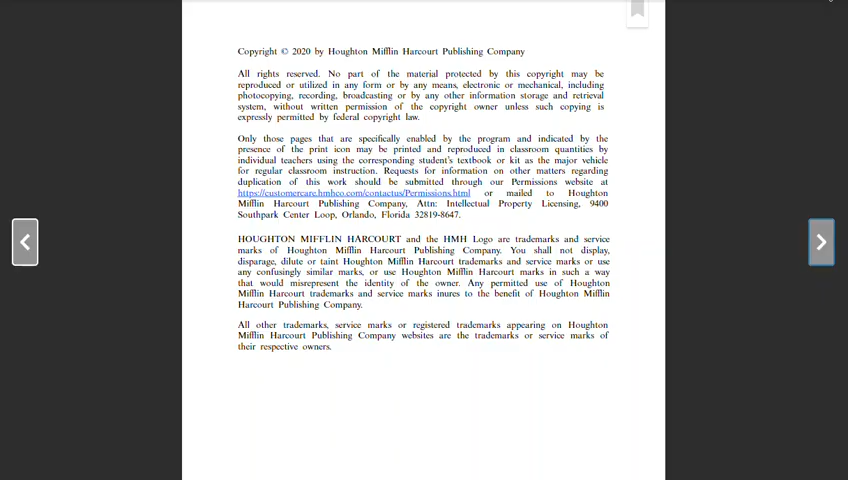 Copyright © 2020 by Houghton Mifflin Harcourt Publishing Company
All rights reserved. No part of the material protected by this copyright may be
reproduced or utilized in any form or by any means, electronic or mechanical, including
photocopying, recording, broadcasting or by any other information storage and retrieval
system, without written permission of the copyright owner unless such copying is
expressly permitted by federal copyright law.
Only those pages that are specifically enabled by the program and indicated by the
presence of the print icon may be printed and reproduced in classroom quantities by
individual teachers using the corresponding student's textbook or kit as the major vehicle
for regular classroom instruction. Requests for information on other matters regarding
duplication of this work should be submitted through our Permissions website at
https://customercare.hmhco.com/contactus/Permissions.html or mailed to Houghton
Mifflin Harcourt Publishing Company, Attn: Intellectual Property Licensing, 9400
Southpark Center Loop, Orlando, Florida 32819-8647.
HOUGHTON MIFFLIN HARCOURT and the HMH Logo are trademarks and service
marks of Houghton Mifflin Harcourt Publishing Company. You shall not display,
disparage, dilute or taint Houghton Mifflin Harcourt trademarks and service marks or use
any confusingly similar marks, or use Houghton Mifflin Harcourt marks in such a way
that would misrepresent the identity of the owner. Any permitted use of Houghton
Mifflin Harcourt trademarks and service marks inures to the benefit of Houghton Mifflin
Harcourt Publishing Company.
All other trademarks, service marks or registered trademarks appearing on Houghton
Mifflin Harcourt Publishing Company websites are the trademarks or service marks of
their respective owners.